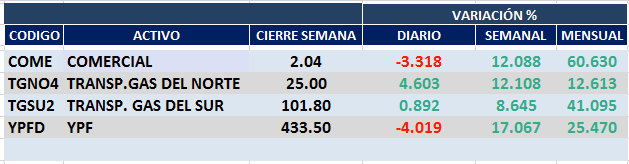 VARIACIÓN %
CODIGO ACTIVO CIERRE SEMANA DIARIO SEMANAL MENSUAL
COME COMERCIAL 2.04 -3.318 12.088 60.630
TGNO4 TRANSP.GAS DEL NORTE 25.00 4.603 12.108 12.613
TGSU2 TRANSP. GAS DEL SUR 101.80 0.892 8.645 41.095
YPFD YPF 433.50 -4.019 17.067 25.470